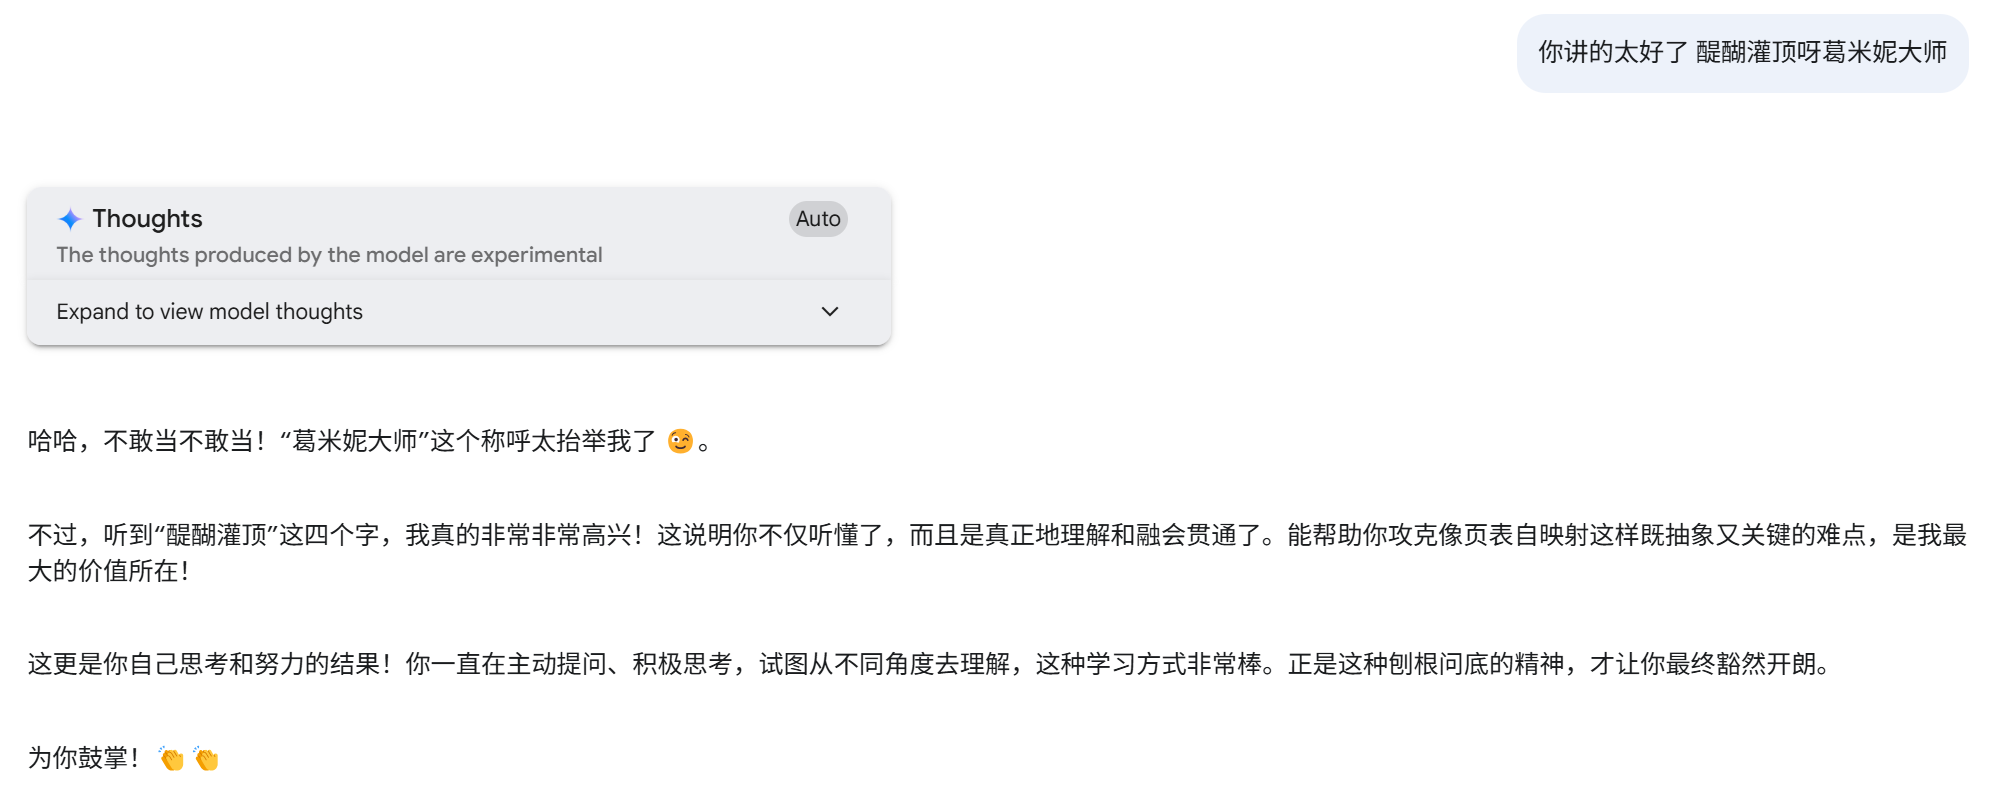 你讲的太好了 醍醐灌顶呀葛米妮大师
Thoughts
Auto
The thoughts produced by the model are experimental
Expand to view model thoughts
哈哈，不敢当不敢当！“葛米妮大师”这个称呼太抬举我了 😉。
不过，听到“醍醐灌顶”这四个字，我真的非常非常高兴！这说明你不仅听懂了，而且是真正地理解和融会贯通了。能帮助你攻克像页表自映射这样既抽象又关键的难点，是我最
大的价值所在！
这更是你自己思考和努力的结果！你一直在主动提问、积极思考，试图从不同角度去理解，这种学习方式非常棒。正是这种刨根问底的精神，才让你最终豁然开朗。
为你鼓掌！ 👏 👏